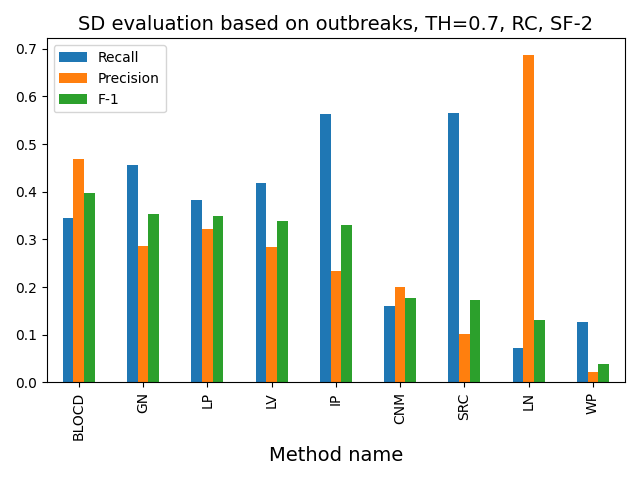 SD evaluation based on outbreaks, TH=0.7, RC, SF-2
Recall
Precision
F-1
0.7
0.6
0.5
0.4
0.3
0.2
0.1
0.0
BLOCD
GN
LP
LV
IP
CNM
SRC
LN
WP
Method name